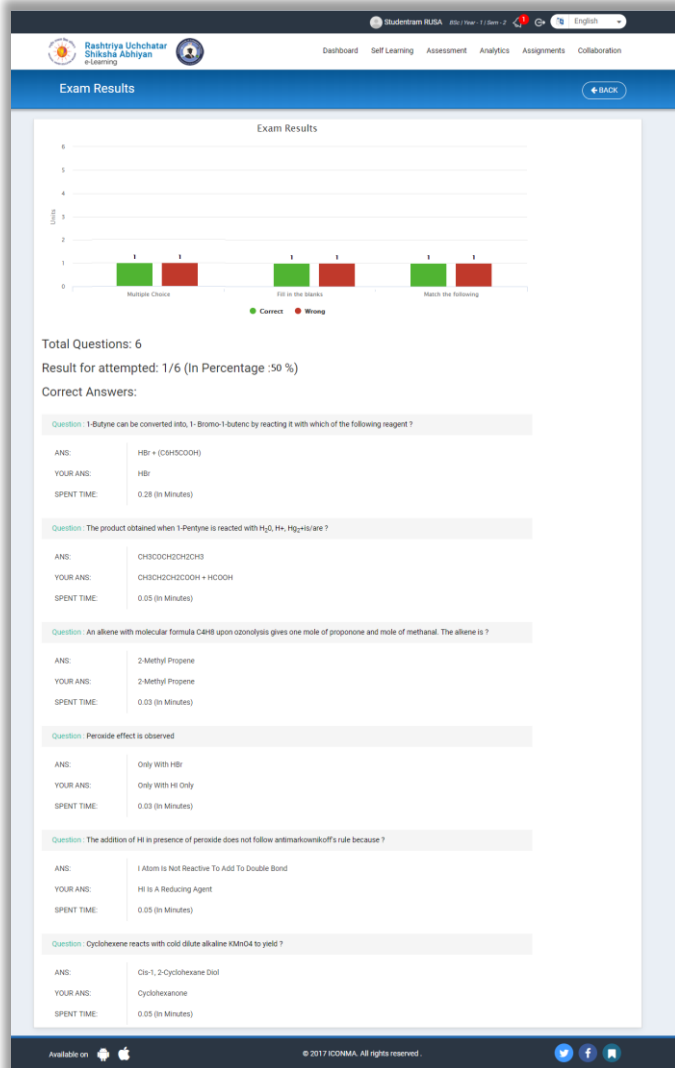 Studentram RUSA BSc / Year - 1 / Sem - 2 1 English
Rashtriya Uchchatar
Shiksha Abhiyan
e-Learning
Dashboard Self Learning Assessment Analytics Assignments Collaboration
Exam Results BACK
Exam Results
6
5
4
3
2
1
0
Units
1 1 1 1 1 1
Multiple Choice Fill in the blanks Match the following
Correct Wrong
Total Questions: 6
Result for attempted: 1/6 (In Percentage :50 %)
Correct Answers:
Question : 1-Butyne can be converted into, 1- Bromo-1-butenc by reacting it with which of the following reagent ?
ANS: HBr + (C6H5COOH)
YOUR ANS: HBr
SPENT TIME: 0.28 (In Minutes)
Question : The product obtained when 1-Pentyne is reacted with H₂0, H+, Hg₂+is/are ?
ANS: CH3COCH2CH2CH3
YOUR ANS: CH3CH2CH2COOH + HCOOH
SPENT TIME: 0.05 (In Minutes)
Question : An alkene with molecular formula C4H8 upon ozonolysis gives one mole of proponone and mole of methanal. The alkene is ?
ANS: 2-Methyl Propene
YOUR ANS: 2-Methyl Propene
SPENT TIME: 0.03 (In Minutes)
Question : Peroxide effect is observed
ANS: Only With HBr
YOUR ANS: Only With HI Only
SPENT TIME: 0.03 (In Minutes)
Question : The addition of HI in presence of peroxide does not follow antimarkownikoff's rule because ?
ANS: I Atom Is Not Reactive To Add To Double Bond
YOUR ANS: HI Is A Reducing Agent
SPENT TIME: 0.05 (In Minutes)
Question : Cyclohexene reacts with cold dilute alkaline KMnO4 to yield ?
ANS: Cis-1, 2-Cyclohexane Diol
YOUR ANS: Cyclohexanone
SPENT TIME: 0.05 (In Minutes)
Available on © 2017 ICONMA. All rights reserved .